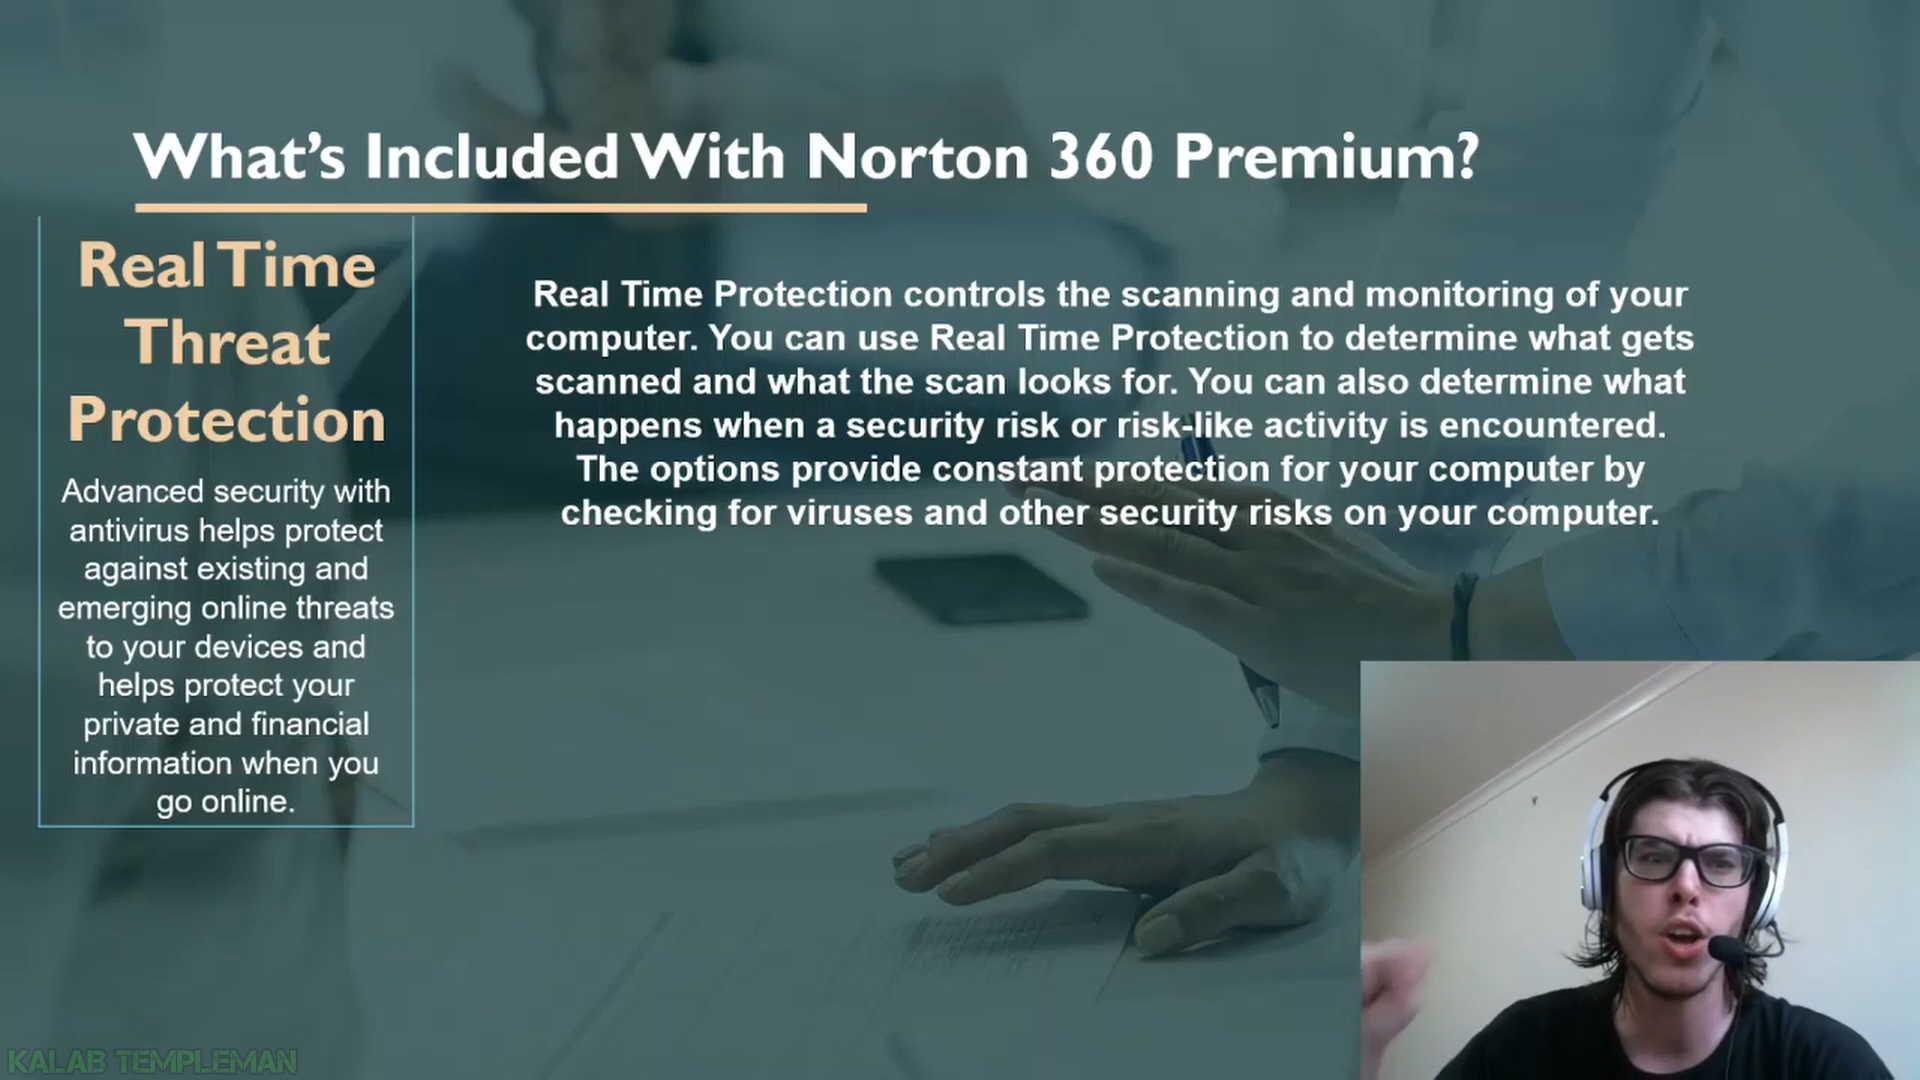 What's Included With Norton 360 Premium?
Real Time
Threat
Protection
Advanced security with
antivirus helps protect
against existing and
emerging online threats
to your devices and
helps protect your
private and financial
information when you
go online.
Real Time Protection controls the scanning and monitoring of your
computer. You can use Real Time Protection to determine what gets
scanned and what the scan looks for. You can also determine what
happens when a security risk or risk-like activity is encountered.
The options provide constant protection for your computer by
checking for viruses and other security risks on your computer.
KALAB TEMPLEMAN